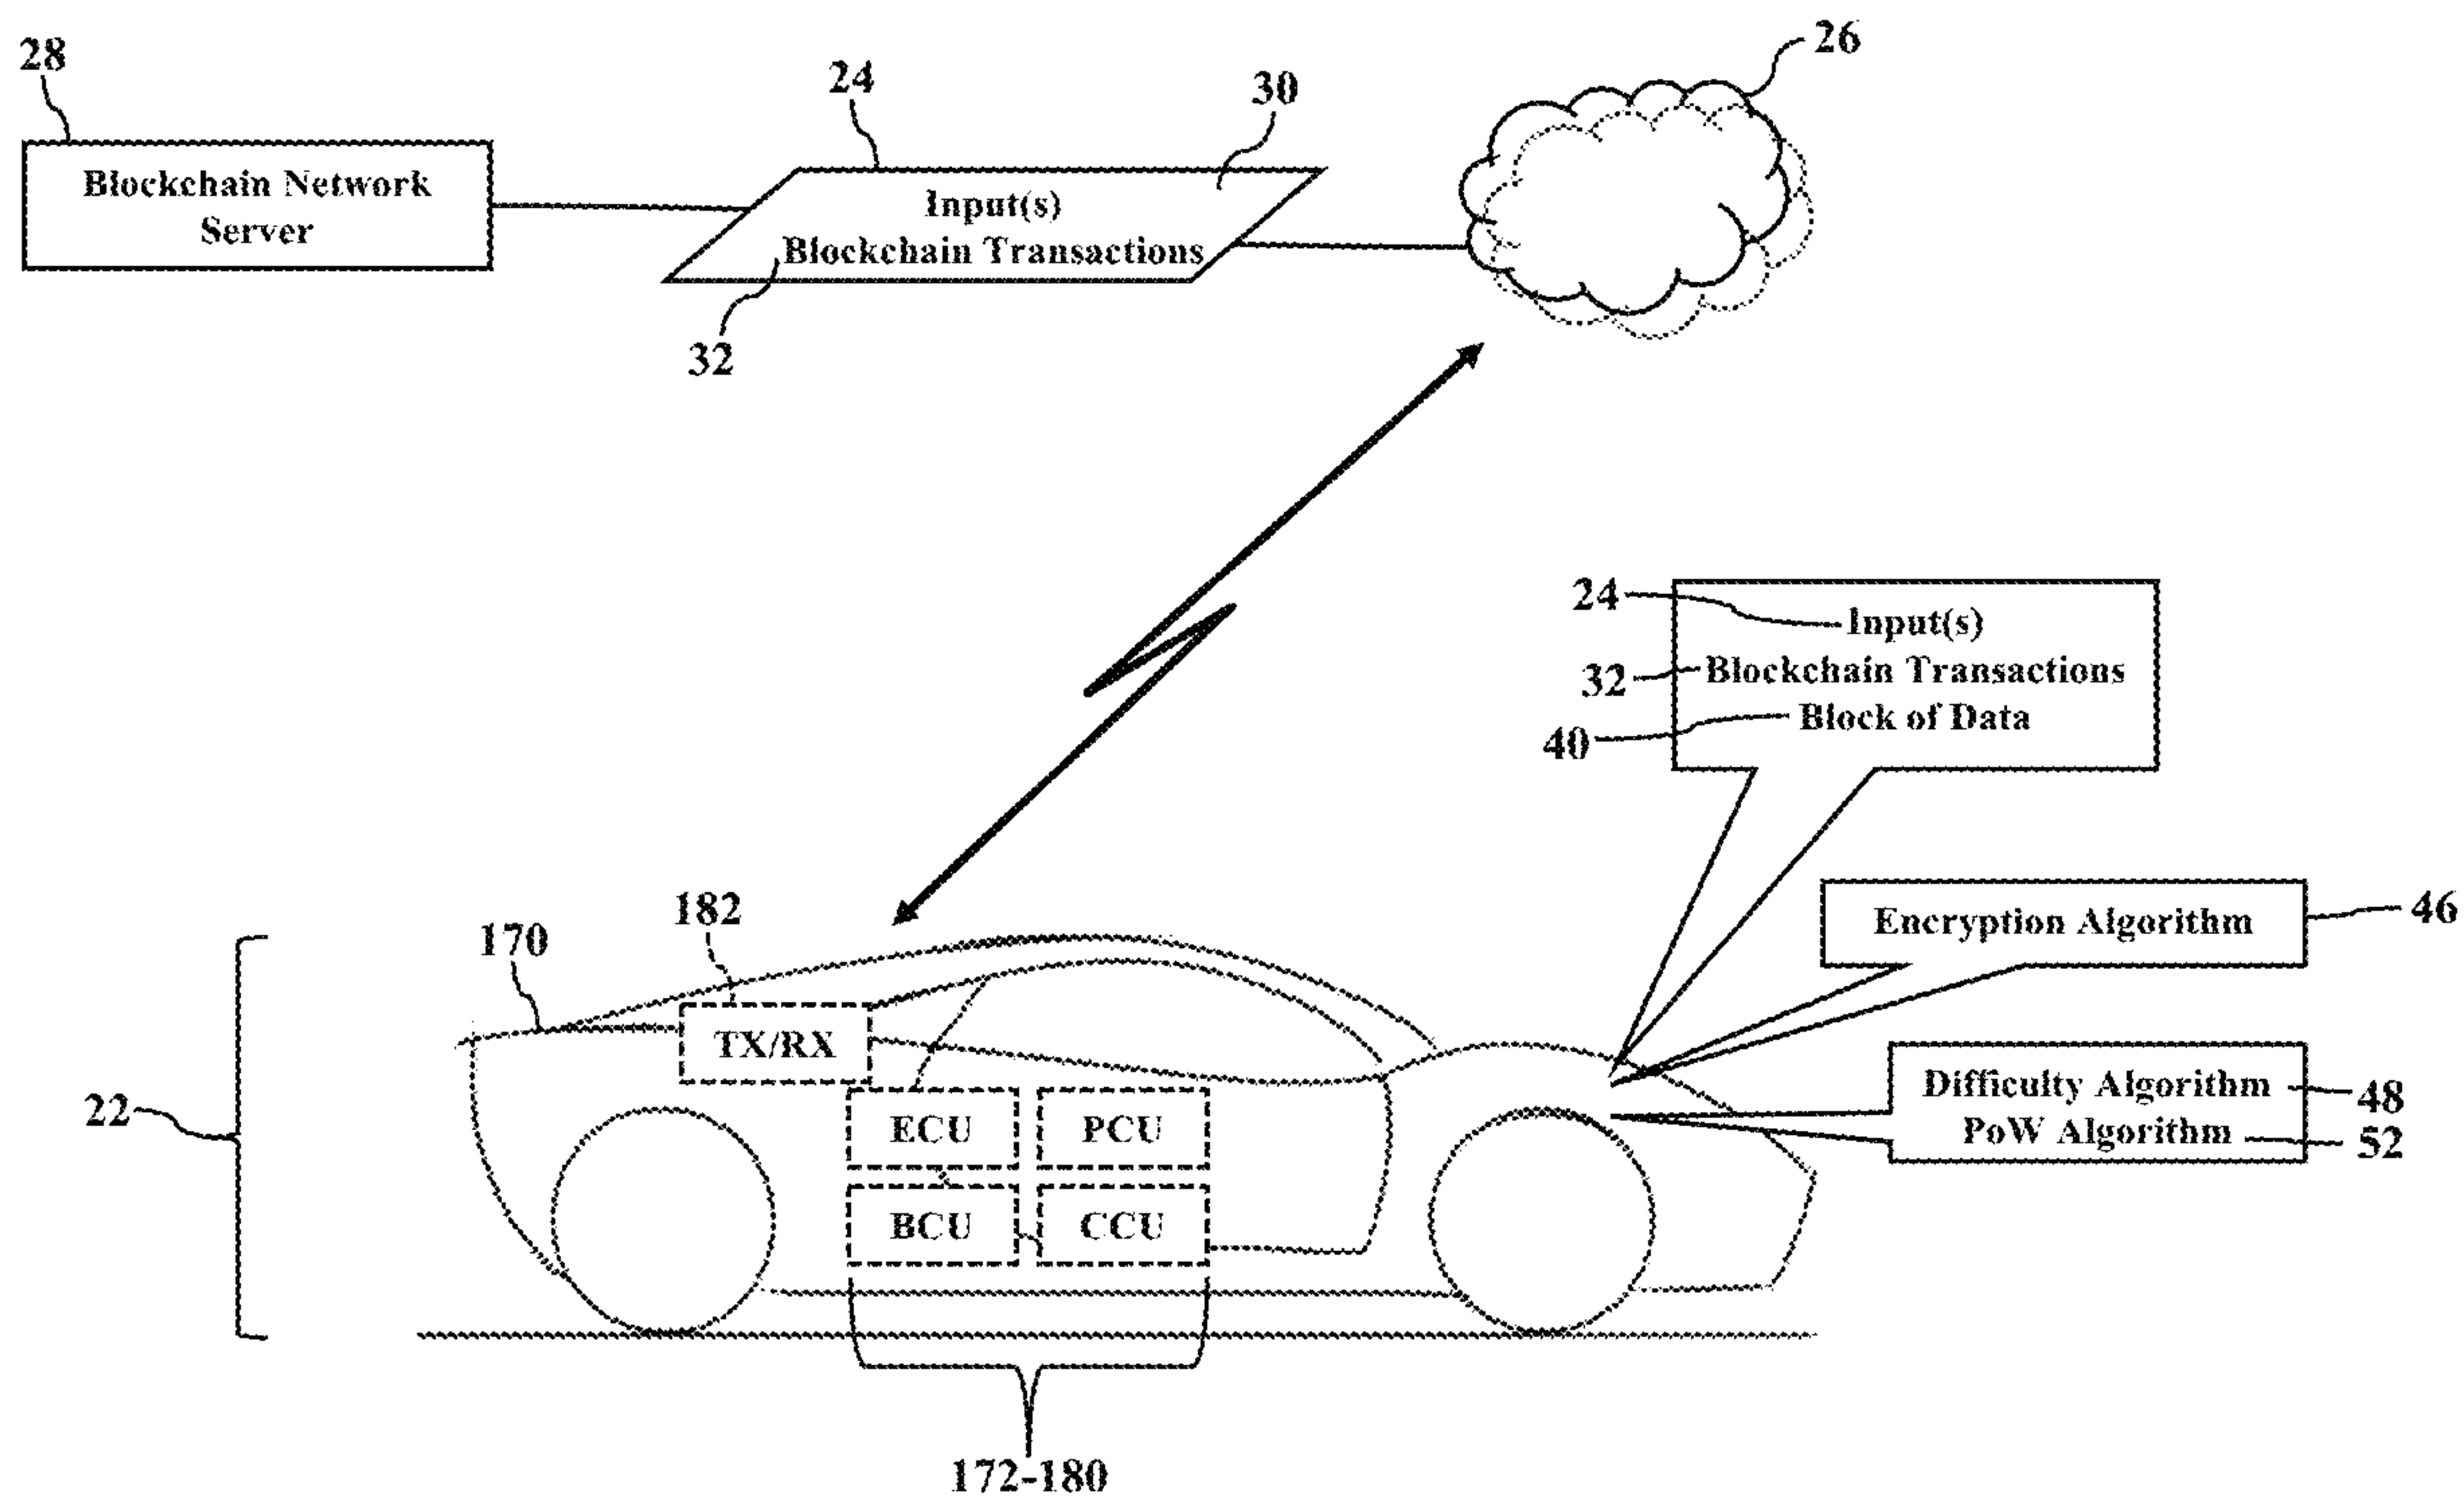 28
24
30
26
Blockchain Network
Server
Input(s)
Blockchain Transactions
32
24
Input(s)
32
Blockchain Transactions
40
Block of Data
Encryption Algorithm
46
Difficulty Algorithm
48
PoW Algorithm
52
170
182
TX/RX
22
ECU
PCU
BCU
CCU
172-180